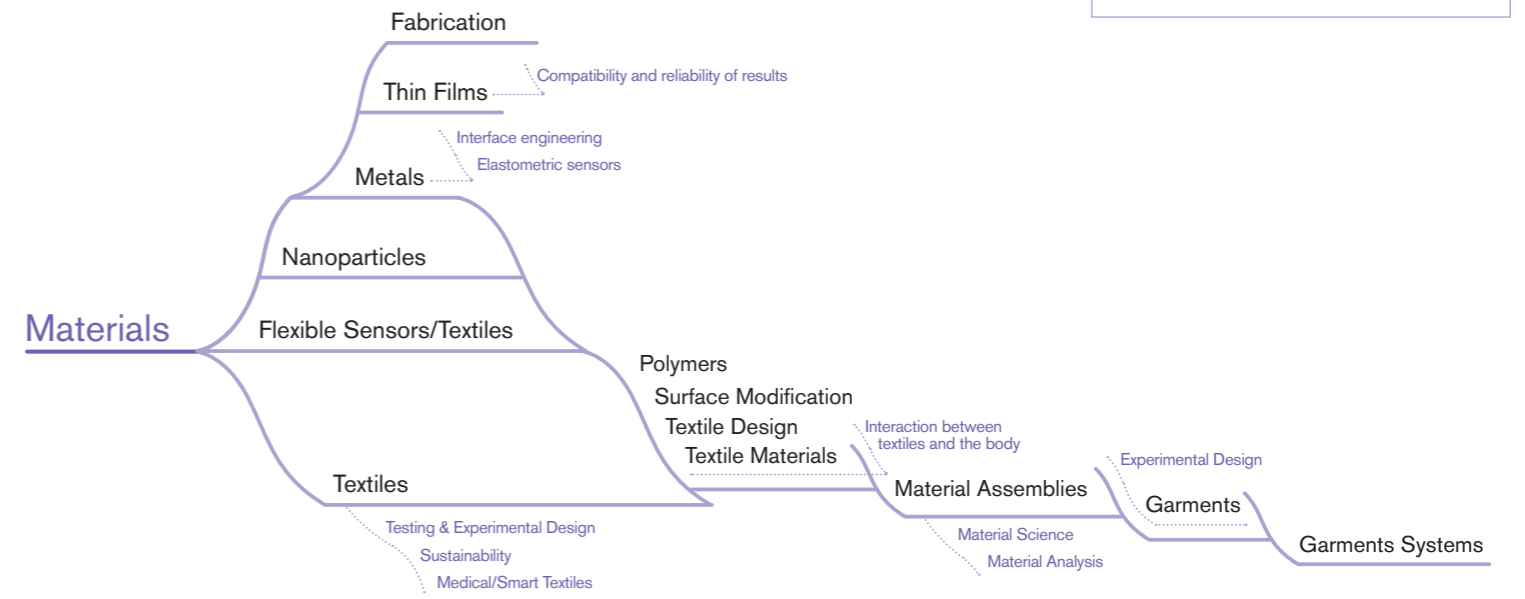 Fabrication
Compatibility and reliability of results
Thin Films
Interface engineering
Elastometric sensors
Metals
Nanoparticles
Materials
Flexible Sensors/Textiles
Polymers
Surface Modification
Textile Design
Textile Materials
Interaction between
textiles and the body
Textiles
Testing & Experimental Design
Sustainability
Medical/Smart Textiles
Material Assemblies
Material Science
Material Analysis
Experimental Design
Garments
Garments Systems